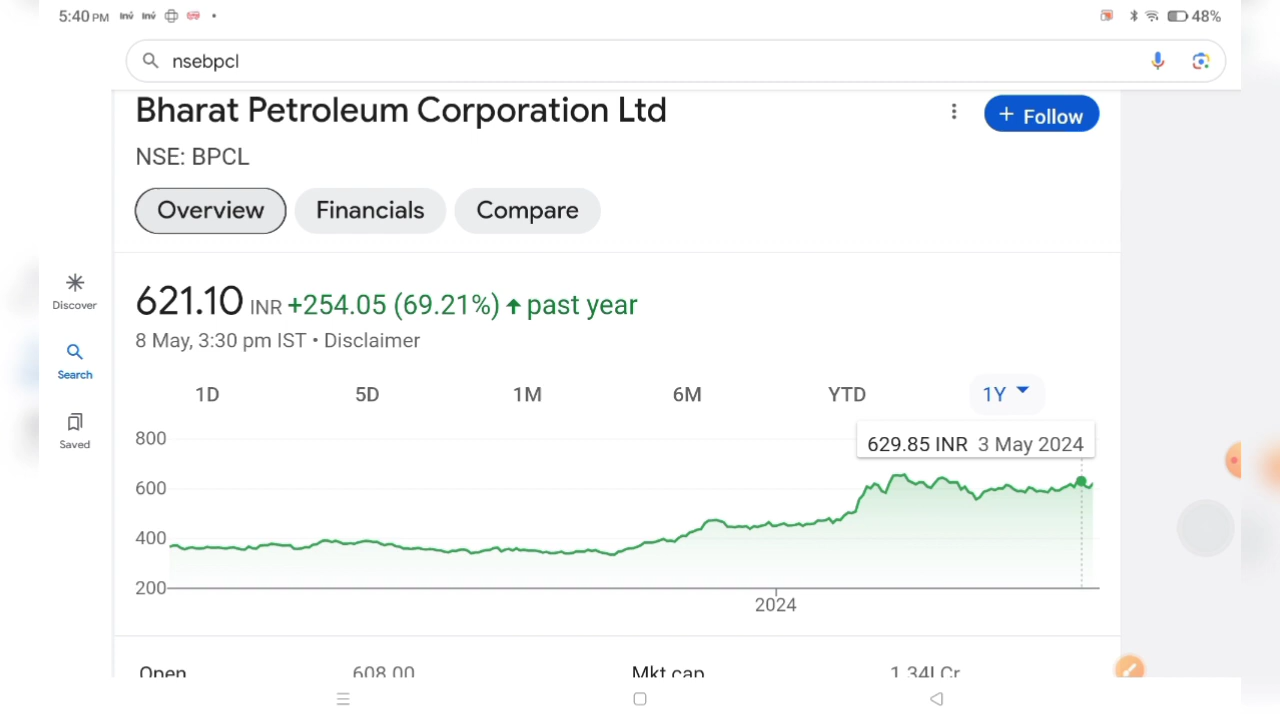 5:40 PM
48%
nsebpcl
Bharat Petroleum Corporation Ltd
+ Follow
NSE: BPCL
Overview Financials Compare
621.10 INR +254.05 (69.21%) ↑ past year
8 May, 3:30 pm IST • Disclaimer
Discover
Search
Saved
1D 5D 1M 6M YTD 1Y
629.85 INR 3 May 2024
800
600
400
200
2024
Open 608.00 Mkt cap 1.34LCr